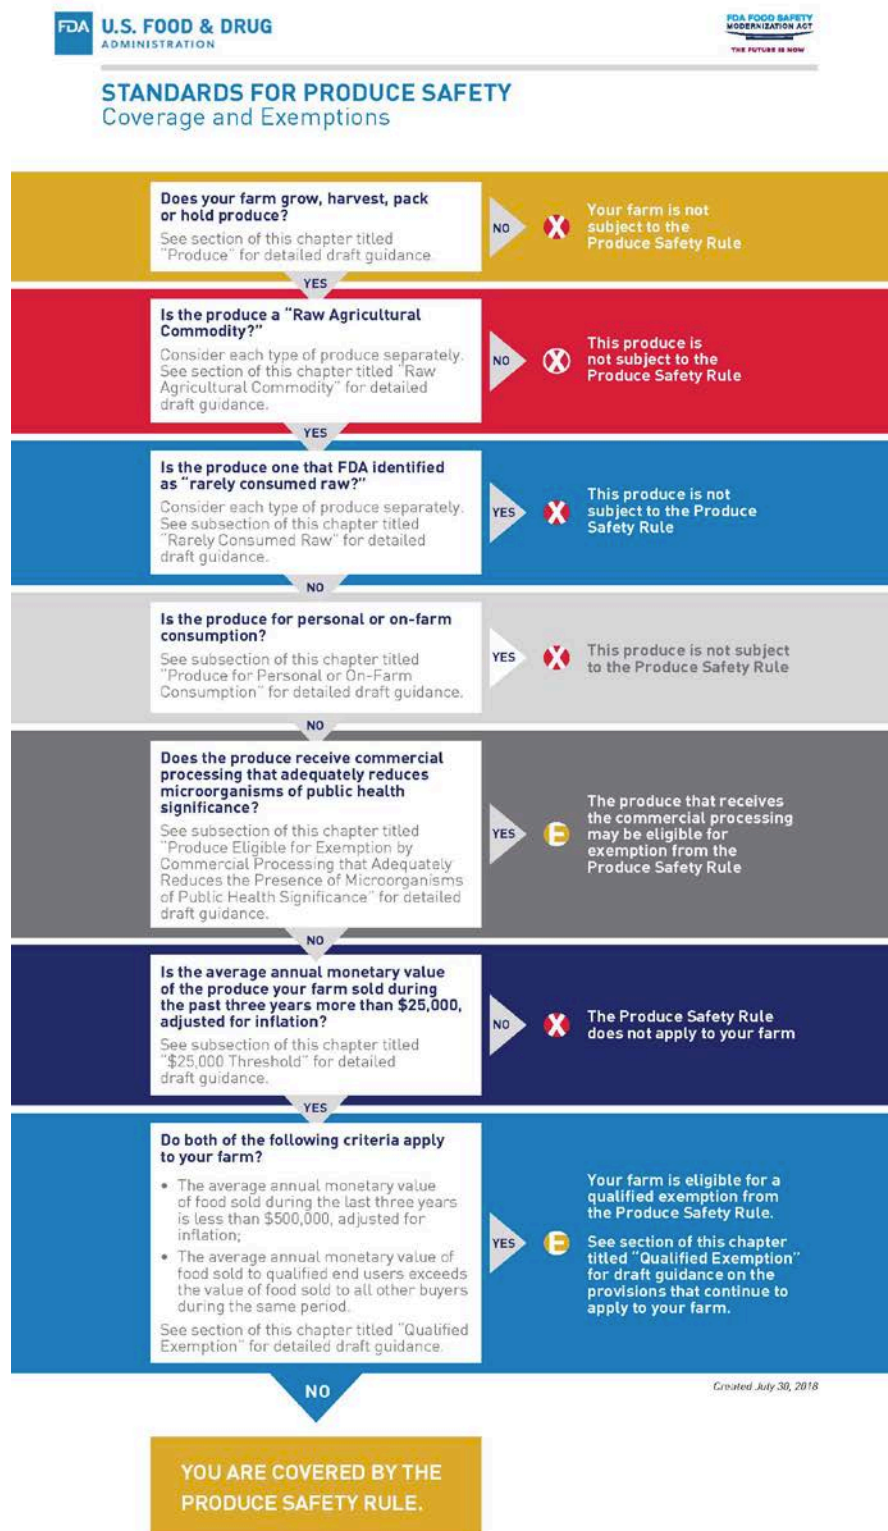 FDA U.S. FOOD & DRUG
ADMINISTRATION
FDA FOOD SAFETY
MODERNIZATION ACT
THE FUTURE IS NOW
STANDARDS FOR PRODUCE SAFETY
Coverage and Exemptions
Does your farm grow, harvest, pack
or hold produce?
See section of this chapter titled
"Produce" for detailed draft guidance.
NO
X
Your farm is not
subject to the
Produce Safety Rule
YES
Is the produce a "Raw Agricultural
Commodity?"
Consider each type of produce separately.
See section of this chapter titled "Raw
Agricultural Commodity" for detailed
draft guidance.
NO
X
This produce is
not subject to the
Produce Safety Rule
YES
Is the produce one that FDA identified
as "rarely consumed raw?"
Consider each type of produce separately.
See subsection of this chapter titled
"Rarely Consumed Raw" for detailed
draft guidance.
YES
X
This produce is not
subject to the Produce
Safety Rule
NO
Is the produce for personal or on-farm
consumption?
See subsection of this chapter titled
"Produce for Personal or On-Farm
Consumption" for detailed draft guidance.
YES
X
This produce is not subject
to the Produce Safety Rule
NO
Does the produce receive commercial
processing that adequately reduces
microorganisms of public health
significance?
See subsection of this chapter titled
"Produce Eligible for Exemption by
Commercial Processing that Adequately
Reduces the Presence of Microorganisms
of Public Health Significance" for detailed
draft guidance.
YES
E
The produce that receives
the commercial processing
may be eligible for
exemption from the
Produce Safety Rule
NO
Is the average annual monetary value
of the produce your farm sold during
the past three years more than $25,000,
adjusted for inflation?
See subsection of this chapter titled
"$25,000 Threshold" for detailed
draft guidance.
NO
X
The Produce Safety Rule
does not apply to your farm
YES
Do both of the following criteria apply
to your farm?
• The average annual monetary value
of food sold during the last three years
is less than $500,000, adjusted for
inflation;
• The average annual monetary value of
food sold to qualified end users exceeds
the value of food sold to all other buyers
during the same period.
See section of this chapter titled "Qualified
Exemption" for detailed draft guidance.
YES
E
Your farm is eligible for a
qualified exemption from
the Produce Safety Rule.
See section of this chapter
titled "Qualified Exemption"
for draft guidance on the
provisions that continue to
apply to your farm.
NO
Created July 30, 2018
YOU ARE COVERED BY THE
PRODUCE SAFETY RULE.